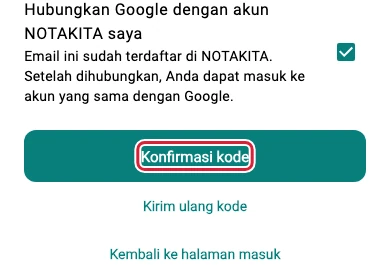 Hubungkan Google dengan akun
NOTAKITA saya
Email ini sudah terdaftar di NOTAKITA.
Setelah dihubungkan, Anda dapat masuk ke
akun yang sama dengan Google.
Konfirmasi kode
Kirim ulang kode
Kembali ke halaman masuk